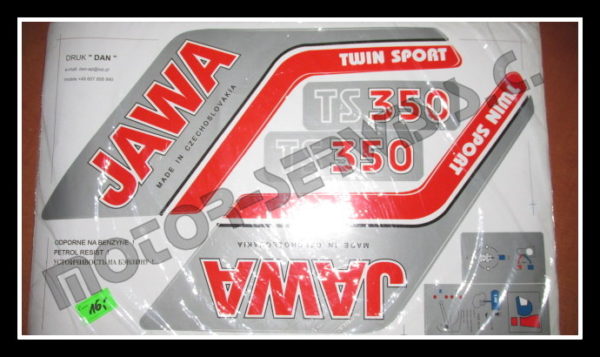 DRUK " DAN "
JAWA
MADE IN CZECHOSLOVAKIA
TWIN SPORT
TS 350
TS 350
TWIN SPORT
ODPORNE NA BENZYNE !
PETROL RESIST !
MADE IN CZECHOSLOVAKIA
JAWA
16,-
MOTOR-SERWIS C.